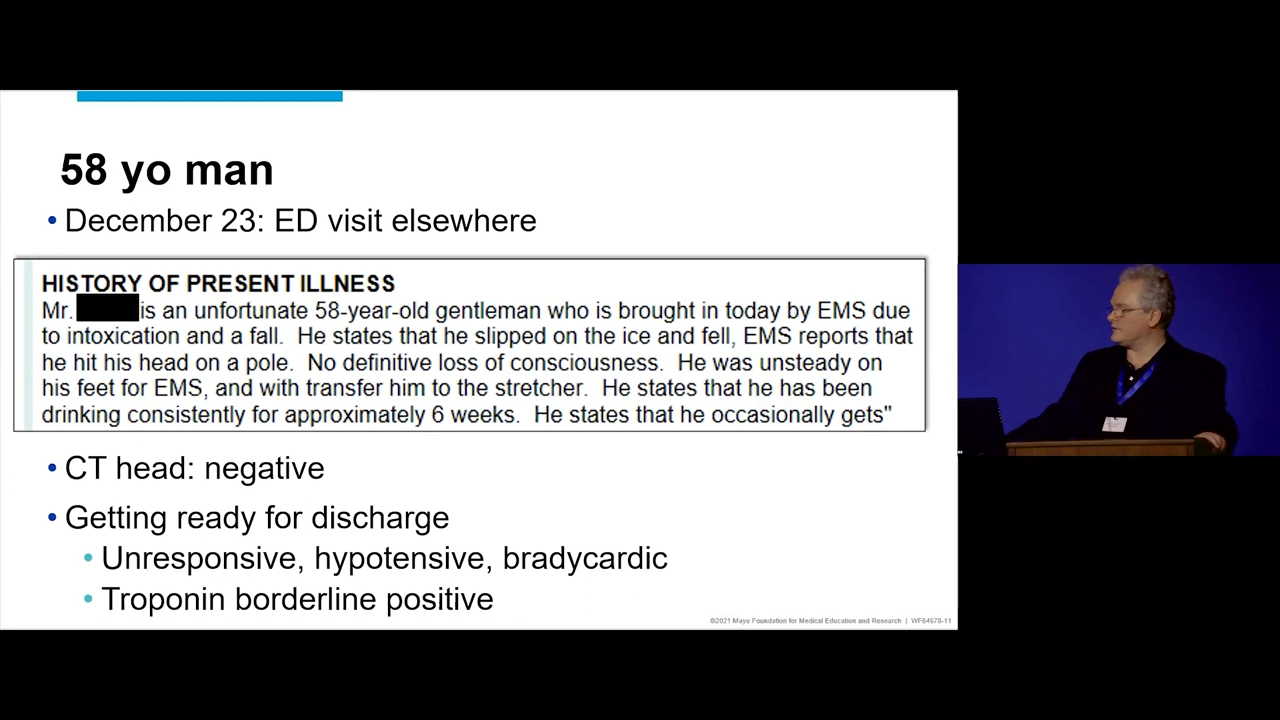 58 yo man
• December 23: ED visit elsewhere
HISTORY OF PRESENT ILLNESS
Mr. is an unfortunate 58-year-old gentleman who is brought in today by EMS due
to intoxication and a fall. He states that he slipped on the ice and fell, EMS reports that
he hit his head on a pole. No definitive loss of consciousness. He was unsteady on
his feet for EMS, and with transfer him to the stretcher. He states that he has been
drinking consistently for approximately 6 weeks. He states that he occasionally gets"
• CT head: negative
• Getting ready for discharge
• Unresponsive, hypotensive, bradycardic
• Troponin borderline positive
©2021 Mayo Foundation for Medical Education and Research | WF64678-11